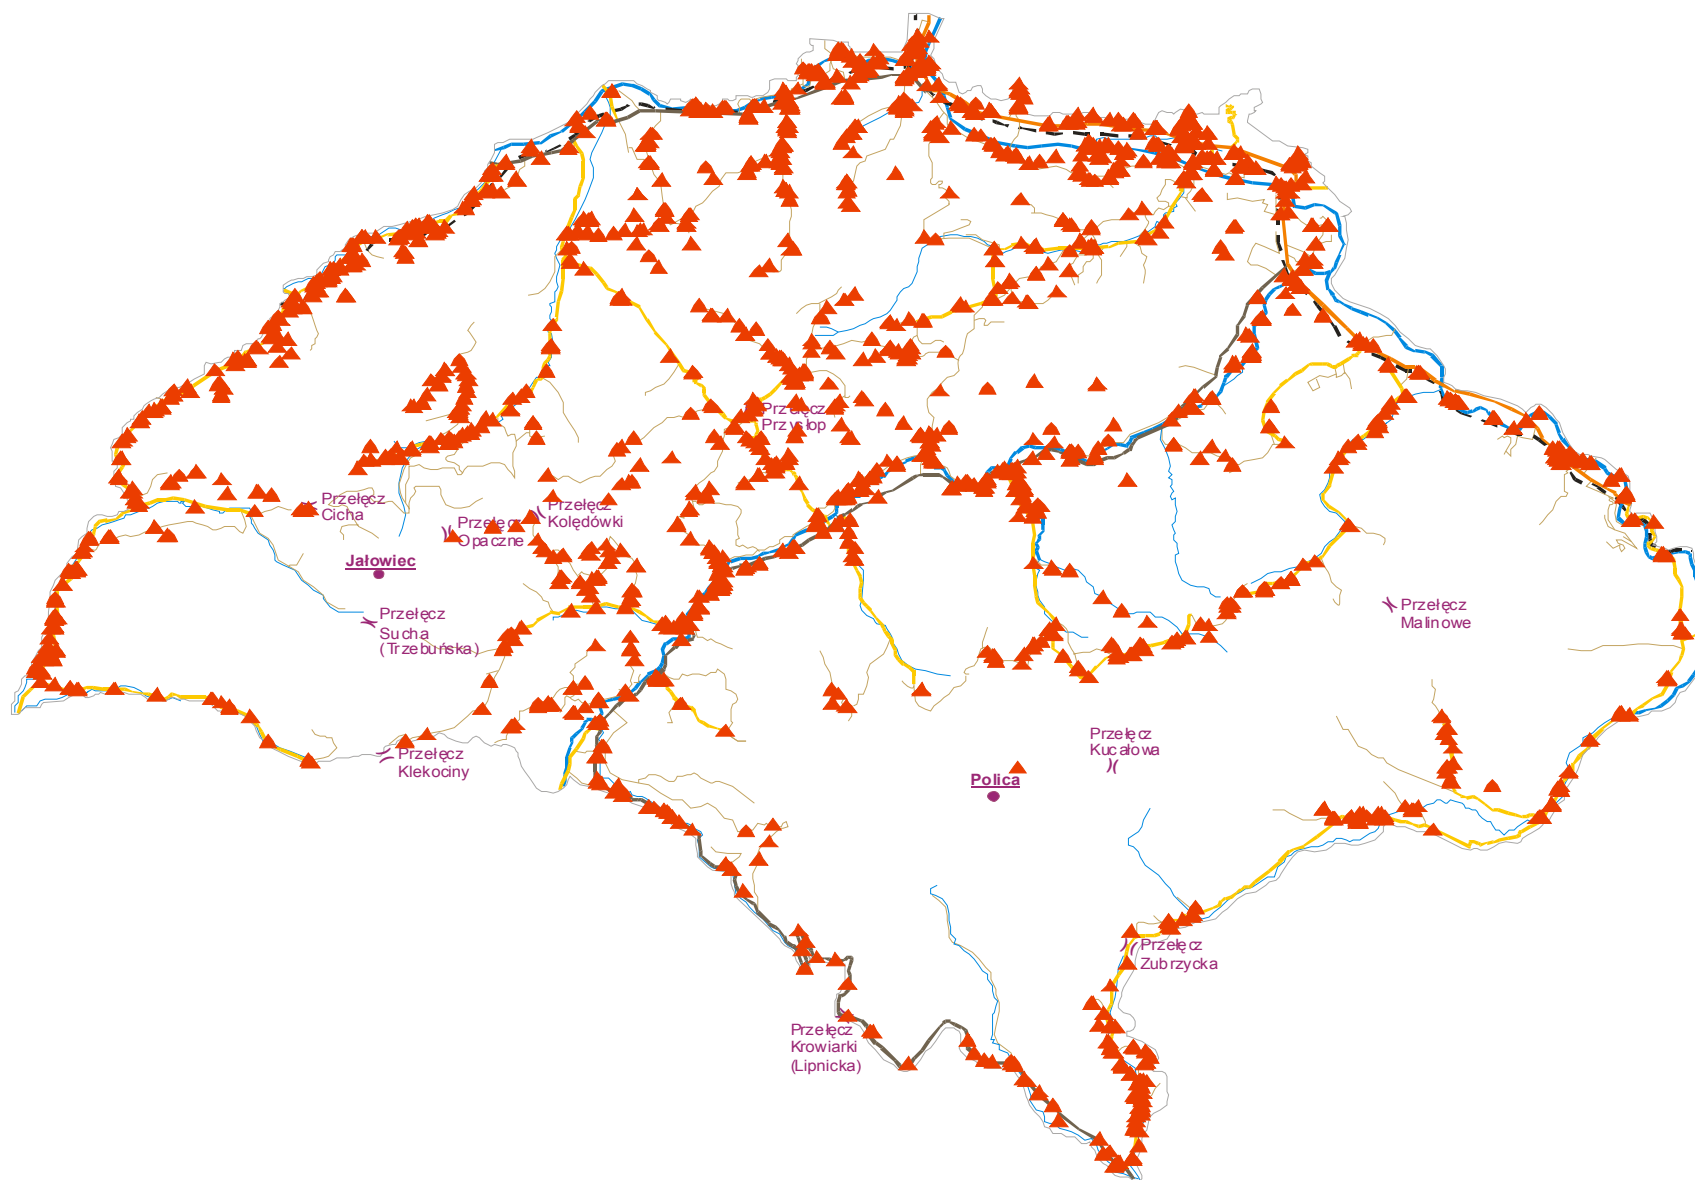 Przełęcz
Przysłop
Przełęcz
Cicha
Przełęcz
Kolędówki
Przełęcz
Opaczne
Jałowiec
Przełęcz
Sucha
(Trzebuńska)
Przełęcz
Malinowe
Przełęcz
Klekociny
Przełęcz
Kucałowa
Polica
Przełęcz
Zubrzycka
Przełęcz
Krowiarki
(Lipnicka)